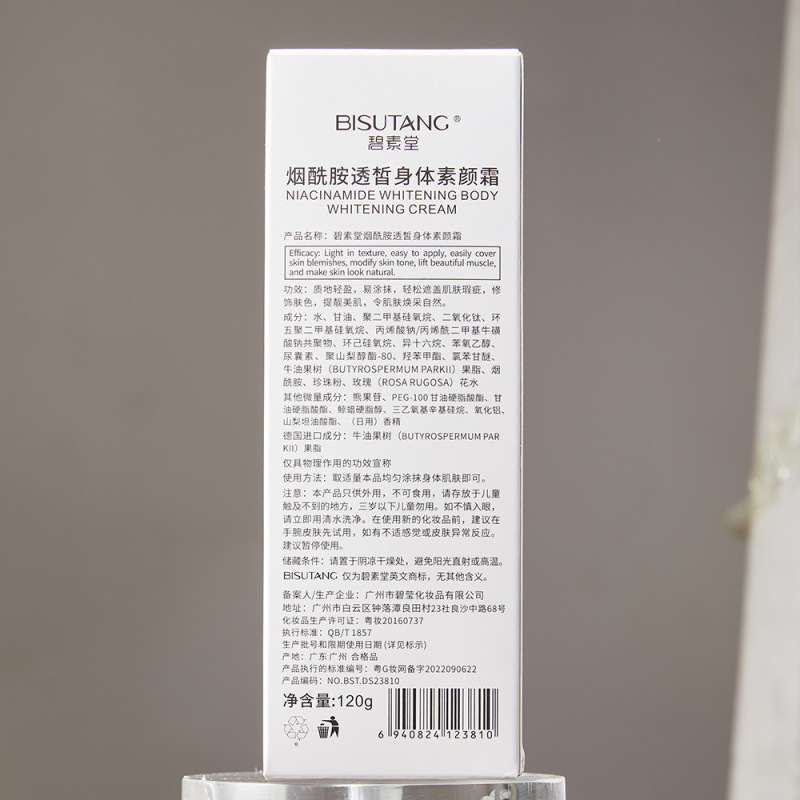 BISUTANG®
碧素堂
烟酰胺透皙身体素颜霜
NIACINAMIDE WHITENING BODY
WHITENING CREAM
产品名称：碧素堂烟酰胺透皙身体素颜霜
Efficacy: Light in texture, easy to apply, easily cover
skin blemishes, modify skin tone, lift beautiful muscle,
and make skin look natural.
功效：质地轻盈，易涂抹，轻松遮盖肌肤瑕疵，修
饰肤色，提靓美肌，令肌肤焕采自然。
成分：水、甘油、聚二甲基硅氧烷、二氧化钛、环
五聚二甲基硅氧烷、丙烯酸钠/丙烯酰二甲基牛磺
酸钠共聚物、环己硅氧烷、异十六烷、苯氧乙醇、
尿囊素、聚山梨醇酯-80、羟苯甲酯、氯苯甘醚、
牛油果树（BUTYROSPERMUM PARKII）果脂、烟
酰胺、珍珠粉、玫瑰（ROSA RUGOSA）花水
其他微量成分：熊果苷、PEG-100甘油硬脂酸酯、甘
油硬脂酸酯、鲸蜡硬脂醇、三乙氧基辛基硅烷、氧化铝、
山梨坦油酸酯、（日用）香精
德国进口成分：牛油果树（BUTYROSPERMUM PAR
KII）果脂
仅具物理作用的功效宣称
使用方法：取适量本品均匀涂抹身体肌肤即可。
注意：本产品只供外用，不可食用，请存放于儿童
触及不到的地方，三岁以下儿童勿用。如不慎入眼，
请立即用清水洗净。在使用新的化妆品前，建议在
手腕皮肤先试用，如有不适感觉或皮肤异常反应。
建议暂停使用。
储藏条件：请置于阴凉干燥处，避免阳光直射或高温。
BISUTANG 仅为碧素堂英文商标，无其他含义。
备案人/生产企业：广州市碧莹化妆品有限公司
地址：广州市白云区钟落潭良田村23社良沙中路68号
化妆品生产许可证：粤妆20160737
执行标准：QB/T 1857
生产批号和限期使用日期(详见标示)
产地：广东 广州 合格品
产品执行的标准编号：粤G妆网备字2022090622
产品编码：NO.BST.DS23810
净含量:120g
6 940824 123810